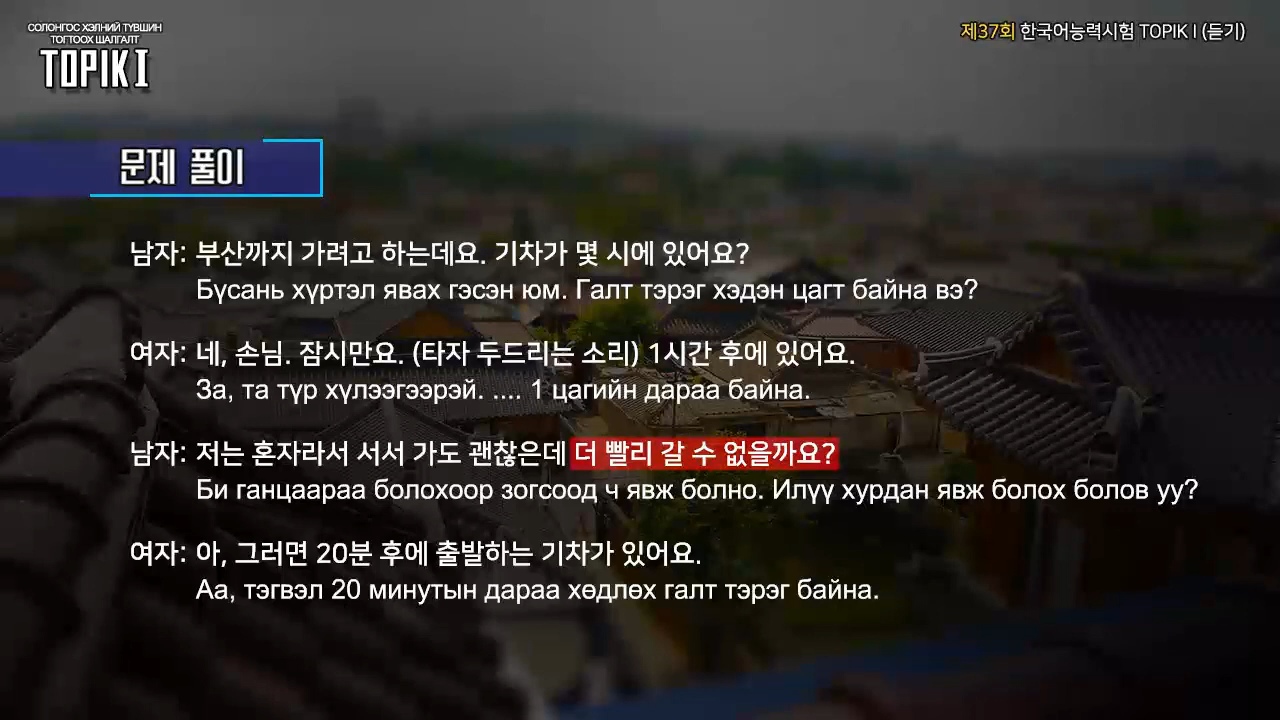 СОЛОНГОС ХЭЛНИЙ ТҮВШИН
ТОГТООХ ШАЛГАЛТ
TOPIK I
제37회 한국어능력시험 TOPIK I (듣기)
문제 풀이
남자: 부산까지 가려고 하는데요. 기차가 몇 시에 있어요?
Бүсань хүртэл явах гэсэн юм. Галт тэрэг хэдэн цагт байна вэ?
여자: 네, 손님. 잠시만요. (타자 두드리는 소리) 1시간 후에 있어요.
За, та түр хүлээгээрэй. .... 1 цагийн дараа байна.
남자: 저는 혼자라서 서서 가도 괜찮은데 더 빨리 갈 수 없을까요?
Би ганцаараа болохоор зогсоод ч явж болно. Илүү хурдан явж болох болов уу?
여자: 아, 그러면 20분 후에 출발하는 기차가 있어요.
Аа, тэгвэл 20 минутын дараа хөдлөх галт тэрэг байна.